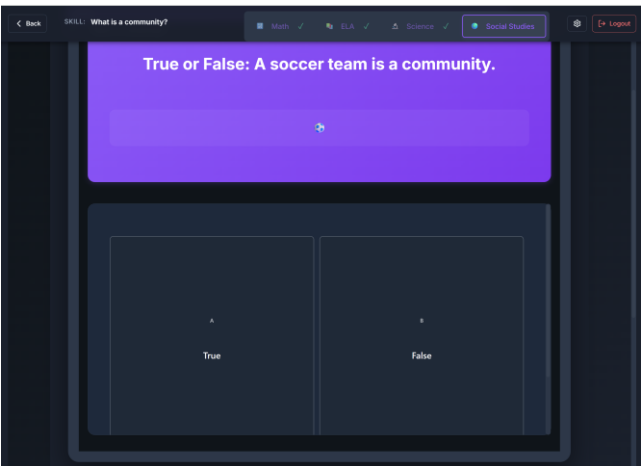 Back
SKILL: What is a community?
Math ✓
ELA ✓
Science ✓
Social Studies
Logout
True or False: A soccer team is a community.
A
True
B
False